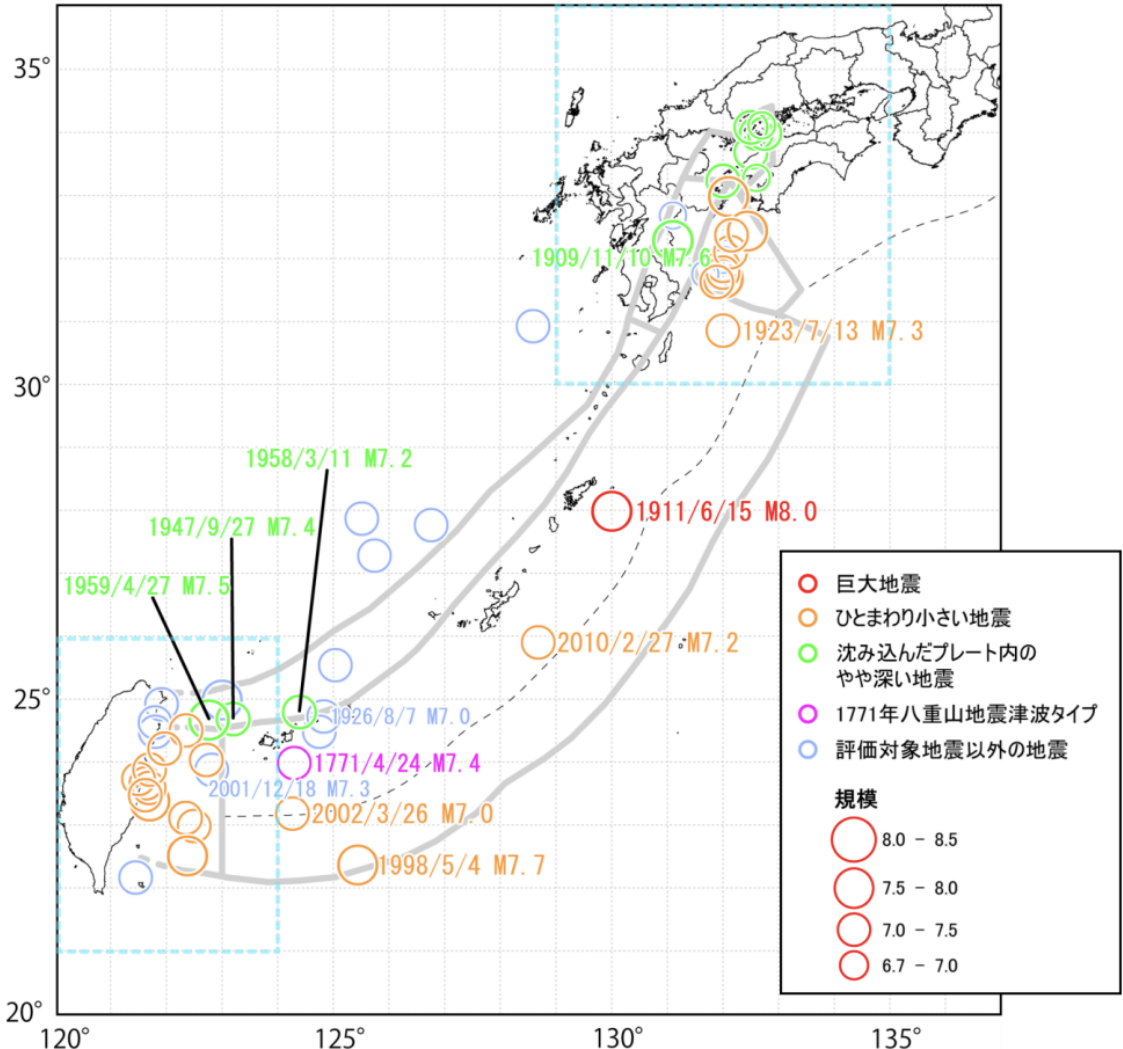 35°
1909/11/10 M7.6
1923/7/13 M7.3
30°
1958/3/11 M7.2
1911/6/15 M8.0
1947/9/27 M7.4
1959/4/27 M7.5
2010/2/27 M7.2
25°
1926/8/7 M7.0
1771/4/24 M7.4
2001/12/18 M7.3
2002/3/26 M7.0
1998/5/4 M7.7
20°
120°
125°
130°
135°
巨大地震
ひとまわり小さい地震
沈み込んだプレート内の
やや深い地震
1771年八重山地震津波タイプ
評価対象地震以外の地震
規模
8.0 - 8.5
7.5 - 8.0
7.0 - 7.5
6.7 - 7.0